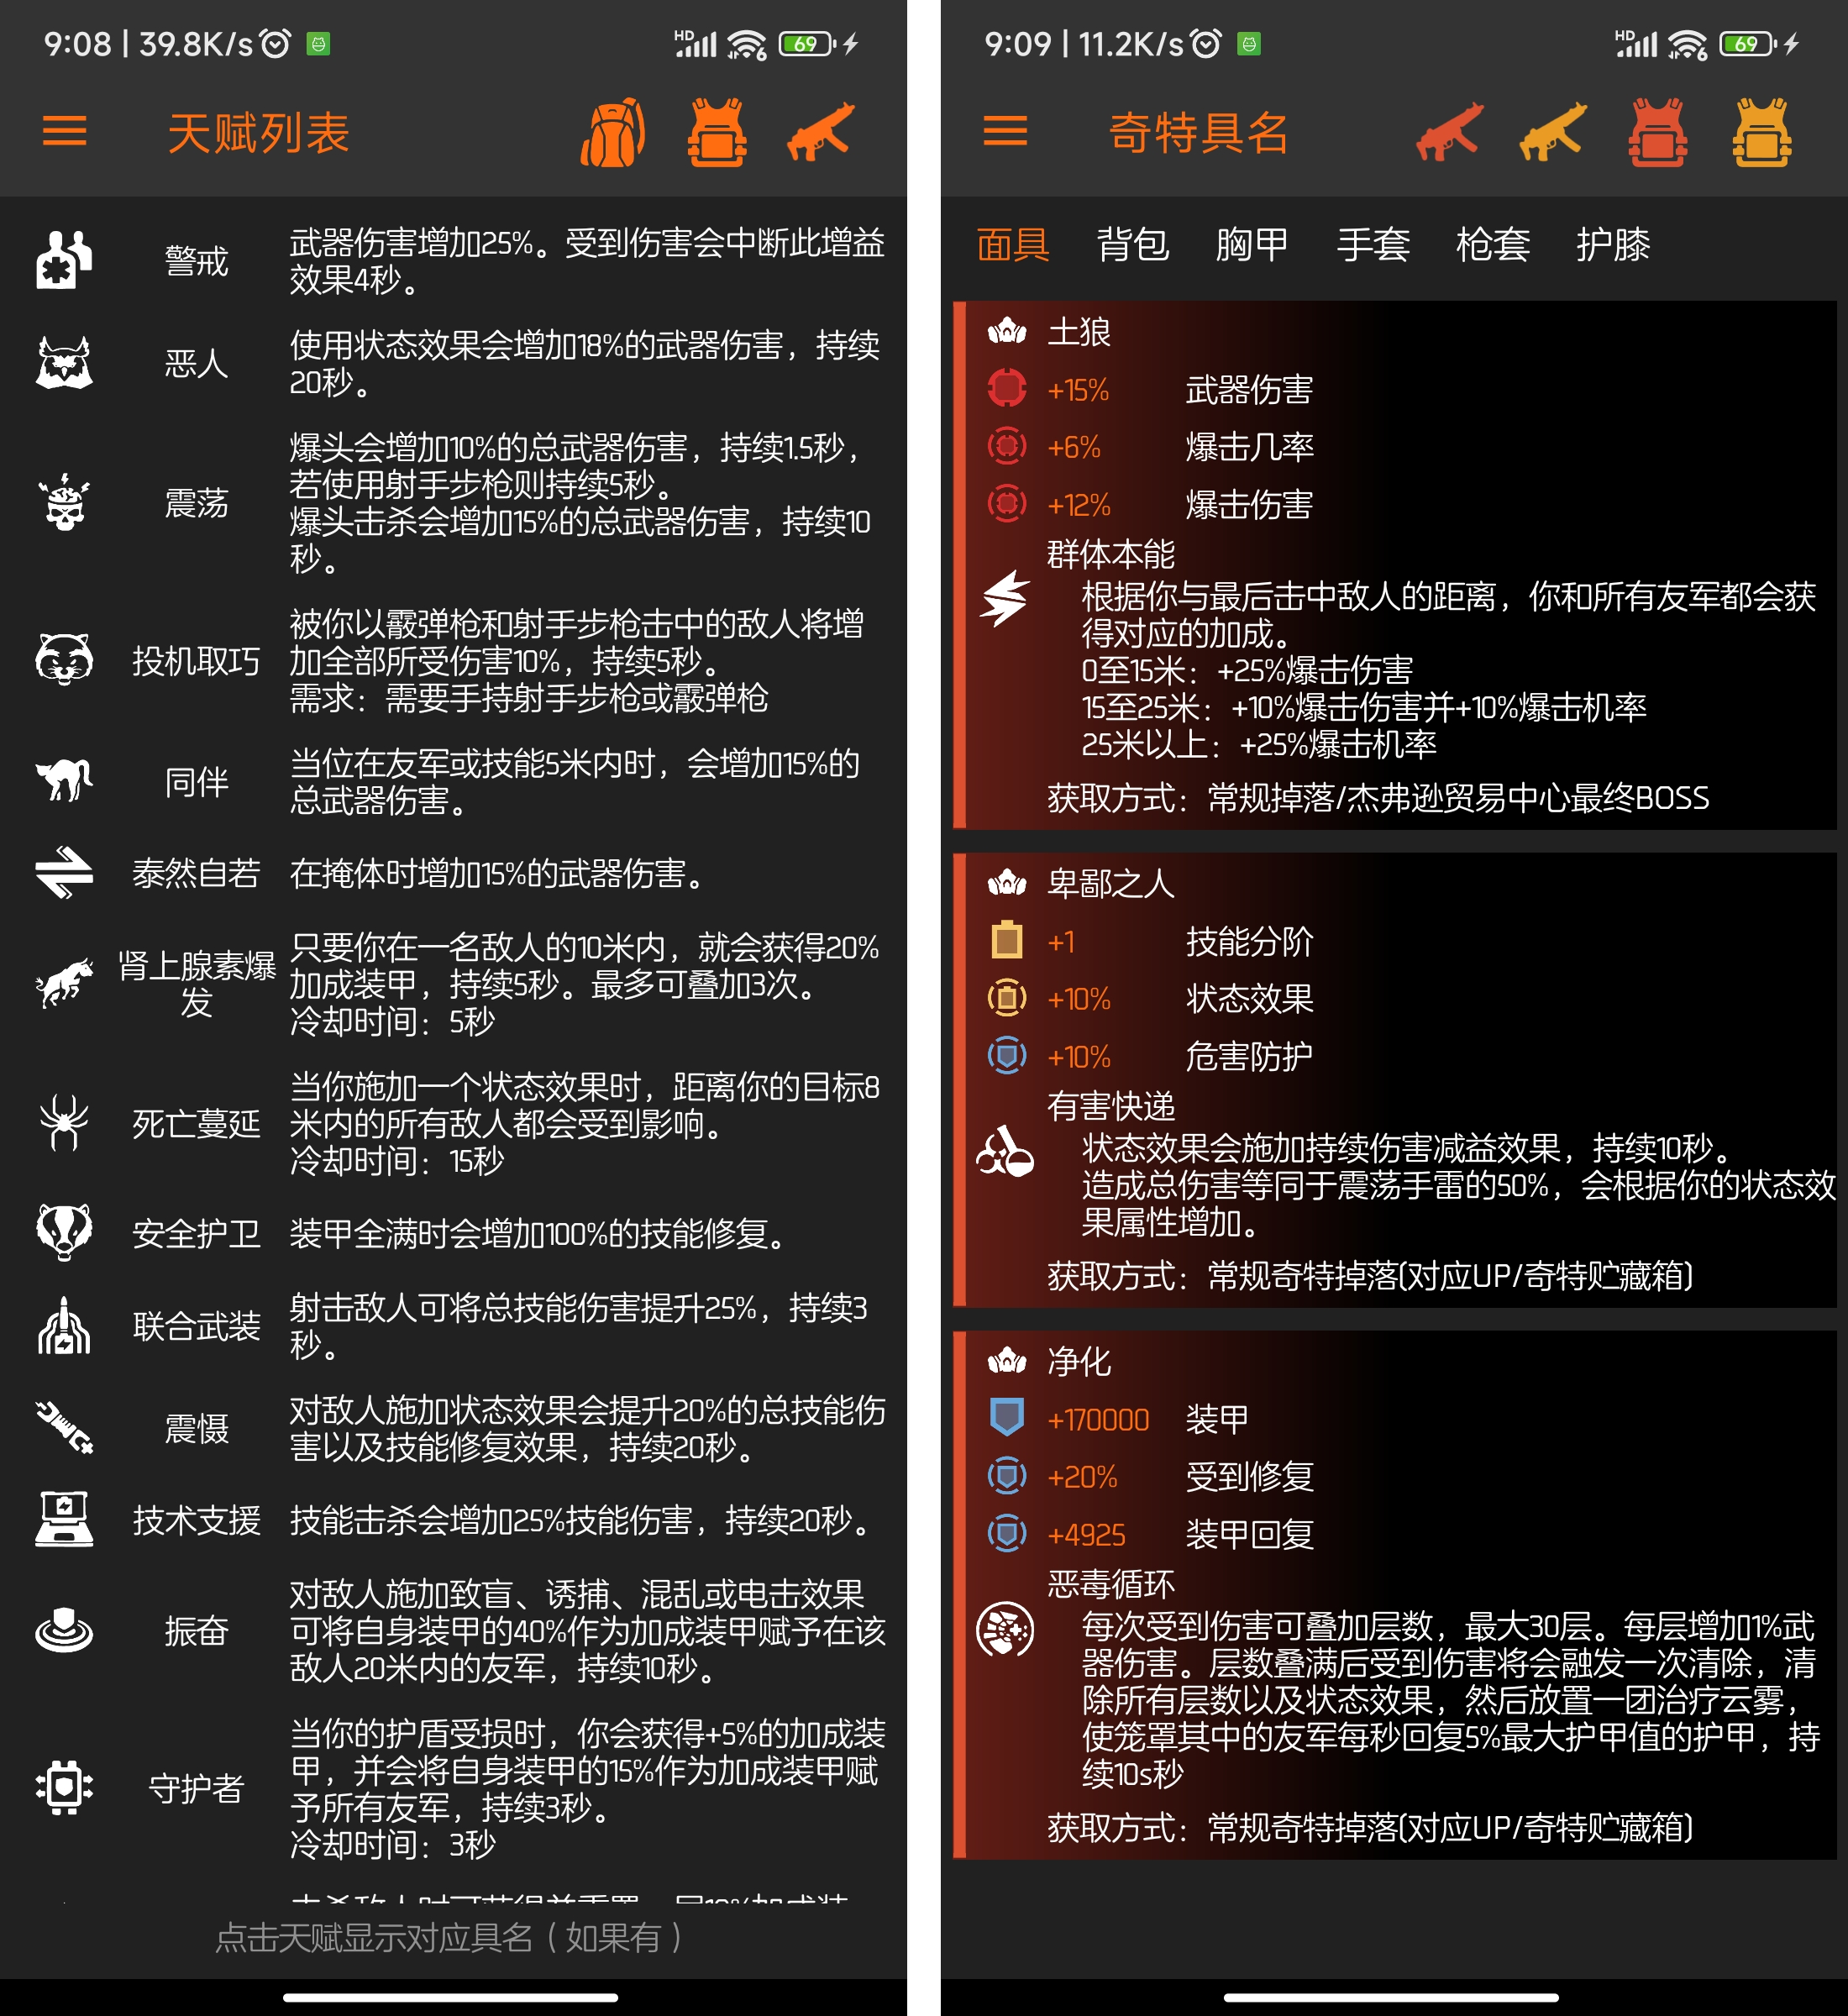 9:08 | 39.8K/s
HD
6
69
天赋列表
警戒
武器伤害增加25%。受到伤害会中断此增益
效果4秒。
恶人
使用状态效果会增加18%的武器伤害，持续
20秒。
震荡
爆头会增加10%的总武器伤害，持续1.5秒，
若使用射手步枪则持续5秒。
爆头击杀会增加15%的总武器伤害，持续10
秒。
投机取巧
被你以霰弹枪和射手步枪击中的敌人将增
加全部所受伤害10%，持续5秒。
需求：需要手持射手步枪或霰弹枪
同伴
当位在友军或技能5米内时，会增加15%的
总武器伤害。
泰然自若
在掩体时增加15%的武器伤害。
肾上腺素爆
发
只要你在一名敌人的10米内，就会获得20%
加成装甲，持续5秒。最多可叠加3次。
冷却时间：5秒
死亡蔓延
当你施加一个状态效果时，距离你的目标8
米内的所有敌人都会受到影响。
冷却时间：15秒
安全护卫
装甲全满时会增加100%的技能修复。
联合武装
射击敌人可将总技能伤害提升25%，持续3
秒。
震慑
对敌人施加状态效果会提升20%的总技能伤
害以及技能修复效果，持续20秒。
技术支援
技能击杀会增加25%技能伤害，持续20秒。
振奋
对敌人施加致盲、诱捕、混乱或电击效果
可将自身装甲的40%作为加成装甲赋予在该
敌人20米内的友军，持续10秒。
守护者
当你的护盾受损时，你会获得+5%的加成装
甲，并会将自身装甲的15%作为加成装甲赋
予所有友军，持续3秒。
冷却时间：3秒
点击天赋显示对应具名（如果有）
9:09 | 11.2K/s
HD
6
69
奇特具名
面具 背包 胸甲 手套 枪套 护膝
土狼
+15% 武器伤害
+6% 爆击几率
+12% 爆击伤害
群体本能
根据你与最后击中敌人的距离，你和所有友军都会获
得对应的加成。
0至15米：+25%爆击伤害
15至25米：+10%爆击伤害并+10%爆击机率
25米以上：+25%爆击机率
获取方式：常规掉落/杰弗逊贸易中心最终BOSS
卑鄙之人
+1 技能分阶
+10% 状态效果
+10% 危害防护
有害快递
状态效果会施加持续伤害减益效果，持续10秒。
造成总伤害等同于震荡手雷的50%，会根据你的状态效
果属性增加。
获取方式：常规奇特掉落(对应UP/奇特贮藏箱)
净化
+170000 装甲
+20% 受到修复
+4925 装甲回复
恶毒循环
每次受到伤害可叠加层数，最大30层。每层增加1%武
器伤害。层数叠满后受到伤害将会融发一次清除，清
除所有层数以及状态效果，然后放置一团治疗云雾，
使笼罩其中的友军每秒回复5%最大护甲值的护甲，持
续10s秒
获取方式：常规奇特掉落(对应UP/奇特贮藏箱)